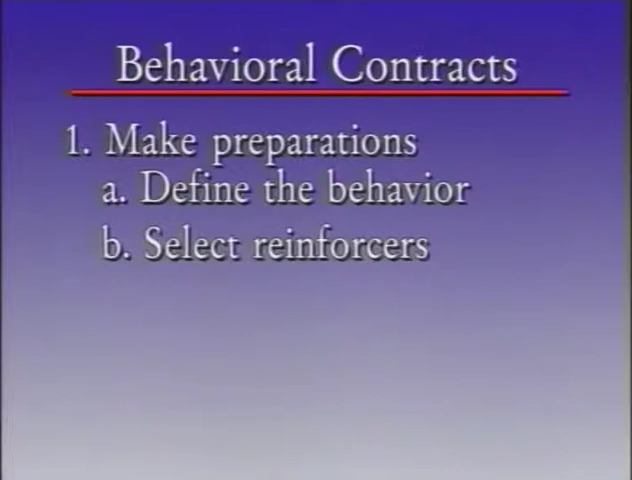 Behavioral Contracts
1. Make preparations
a. Define the behavior
b. Select reinforcers